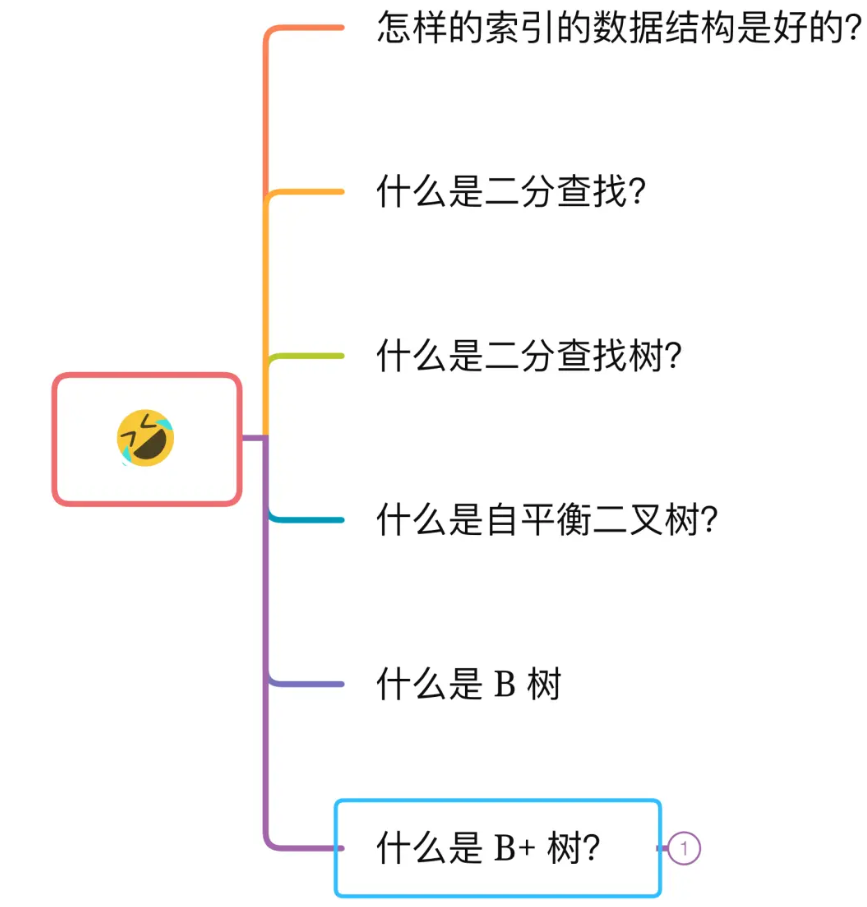 怎样的索引的数据结构是好的?
什么是二分查找?
什么是二分查找树?
什么是自平衡二叉树?
什么是 B 树
什么是 B+ 树?
1